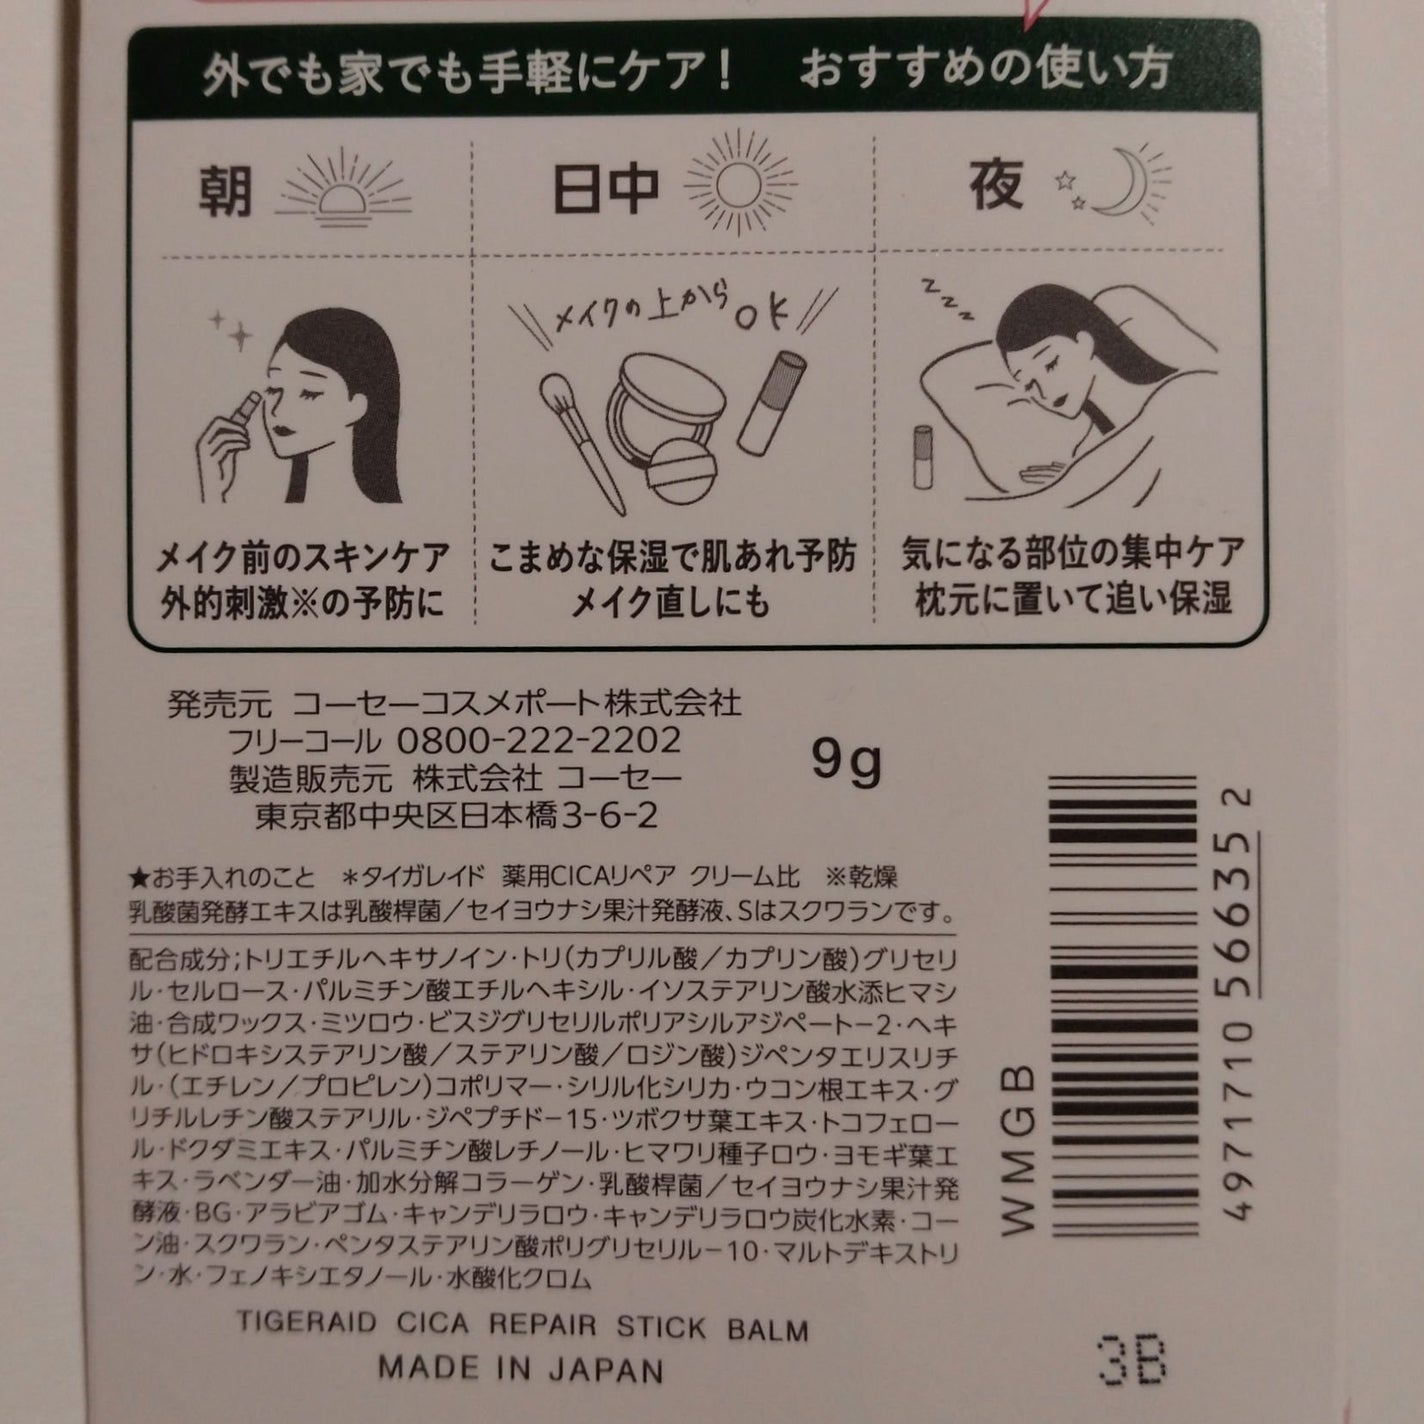 外でも家でも手軽にケア！ おすすめの使い方
朝
日中
夜
メイクの上からOK
zzz
メイク前のスキンケア
外的刺激※の予防に
こまめな保湿で肌あれ予防
メイク直しにも
気になる部位の集中ケア
枕元に置いて追い保湿
発売元 コーセーコスメポート株式会社
フリーコール 0800-222-2202
製造販売元 株式会社 コーセー
東京都中央区日本橋3-6-2
9g
★お手入れのこと ＊タイガレイド 薬用CICAリペア クリーム比 ※乾燥
乳酸菌発酵エキスは乳酸桿菌／セイヨウナシ果汁発酵液、Sはスクワランです。
配合成分；トリエチルヘキサノイン・トリ（カプリル酸／カプリン酸）グリセリ
ル・セルロース・パルミチン酸エチルヘキシル・イソステアリン酸水添ヒマシ
油・合成ワックス・ミツロウ・ビスジグリセリルポリアシルアジペート－2・ヘキ
サ（ヒドロキシステアリン酸／ステアリン酸／ロジン酸）ジペンタエリスリチ
ル・（エチレン／プロピレン）コポリマー・シリル化シリカ・ウコン根エキス・グ
リチルレチン酸ステアリル・ジペプチド－15・ツボクサ葉エキス・トコフェロー
ル・ドクダミエキス・パルミチン酸レチノール・ヒマワリ種子ロウ・ヨモギ葉エ
キス・ラベンダー油・加水分解コラーゲン・乳酸桿菌／セイヨウナシ果汁発
酵液・BG・アラビアゴム・キャンデリラロウ・キャンデリラロウ炭化水素・コー
ン油・スクワラン・ペンタステアリン酸ポリグリセリル－10・マルトデキストリ
ン・水・フェノキシエタノール・水酸化クロム
TIGERAID CICA REPAIR STICK BALM
MADE IN JAPAN
WMGB
4971710566352
3B